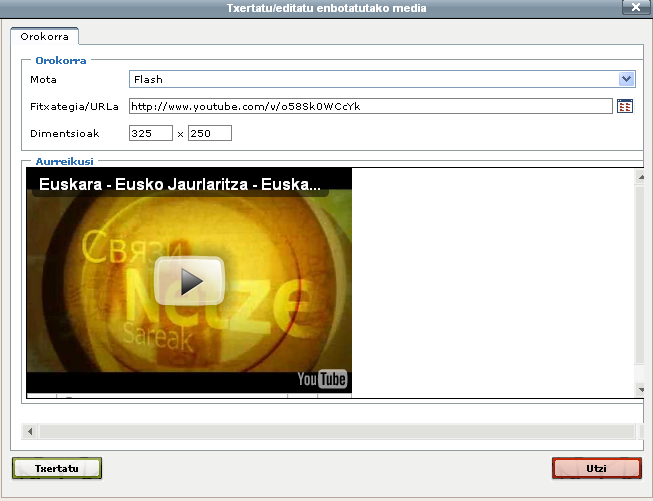 Txertatu/editatu enbotatutako media
Orokorra
Orokorra
Mota
Flash
Fitxategia/URLa
http://www.youtube.com/v/o58Sk0WCcYk
Dimentsioak
325 x 250
Aurreikusi
Euskara - Eusko Jaurlaritza - Euska...
Связи
Netze
Sareak
YouTube
Txertatu
Utzi